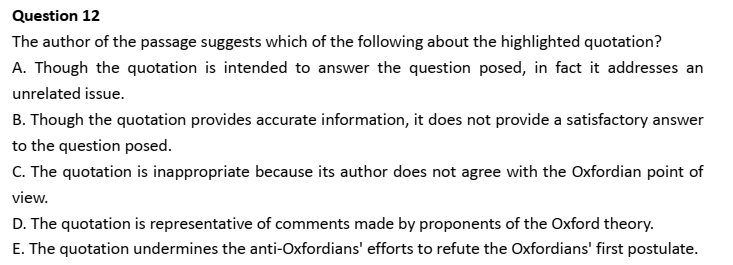 Question 12
The author of the passage suggests which of the following about the highlighted quotation?
A. Though the quotation is intended to answer the question posed, in fact it addresses an
unrelated issue.
B. Though the quotation provides accurate information, it does not provide a satisfactory answer
to the question posed.
C. The quotation is inappropriate because its author does not agree with the Oxfordian point of
view.
D. The quotation is representative of comments made by proponents of the Oxford theory.
E. The quotation undermines the anti-Oxfordians' efforts to refute the Oxfordians' first postulate.